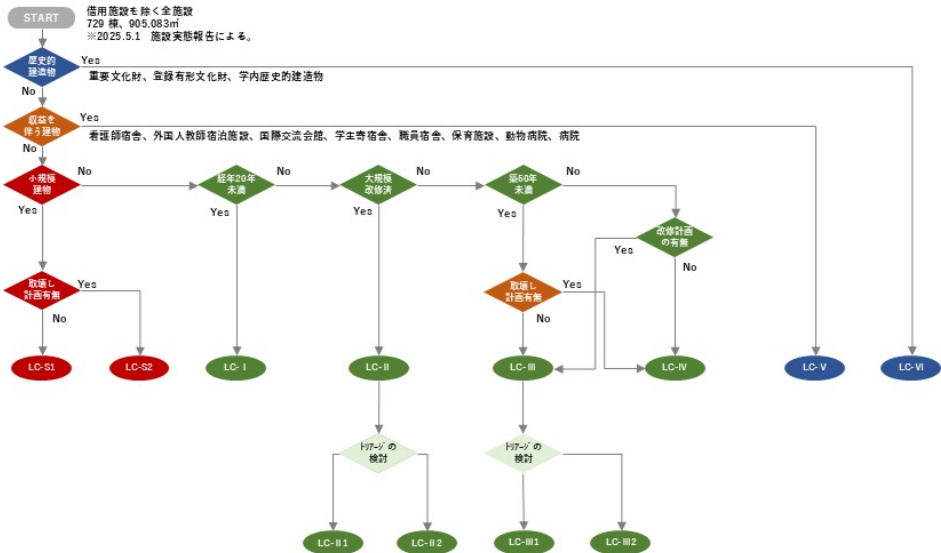 START
借用施設を除く全施設
729 棟、905,083㎡
※2025.5.1 施設実態報告による。
歴史的
建造物
Yes
重要文化財、登録有形文化財、学内歴史的建造物
No
収益を
伴う建物
Yes
看護師宿舎、外国人教師宿泊施設、国際交流会館、学生寄宿舎、職員宿舎、保育施設、動物病院、病院
No
小規模
建物
No
経年20年
未満
No
大規模
改修済
No
築50年
未満
No
Yes
Yes
Yes
Yes
改修計画
の有無
Yes
No
取壊し
計画有無
Yes
No
取壊し
計画有無
Yes
No
LC-S1
LC-S2
LC-Ⅰ
LC-Ⅱ
LC-Ⅲ
LC-Ⅳ
LC-Ⅴ
LC-Ⅵ
ﾄﾘｱｰｼﾞの
検討
ﾄﾘｱｰｼﾞの
検討
LC-Ⅱ1
LC-Ⅱ2
LC-Ⅲ1
LC-Ⅲ2